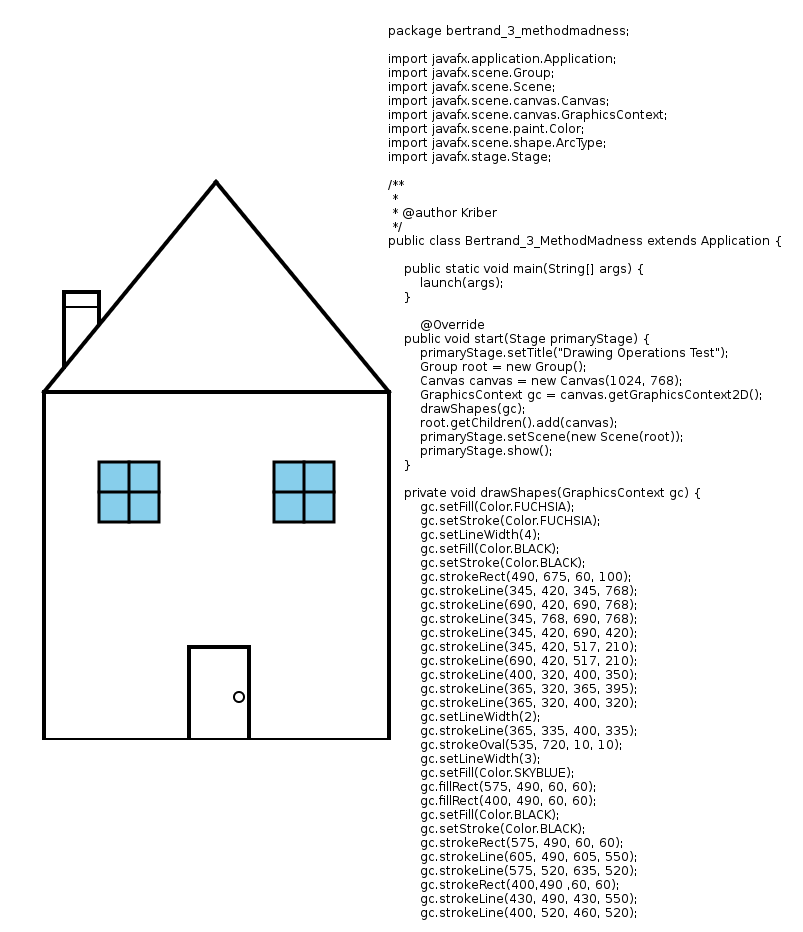 package bertrand_3_methodmadness;
import javafx.application.Application;
import javafx.scene.Group;
import javafx.scene.Scene;
import javafx.scene.canvas.Canvas;
import javafx.scene.canvas.GraphicsContext;
import javafx.scene.paint.Color;
import javafx.scene.shape.ArcType;
import javafx.stage.Stage;
/**
*
* @author Kriber
*/
public class Bertrand_3_MethodMadness extends Application {
public static void main(String[] args) {
launch(args);
}
@Override
public void start(Stage primaryStage) {
primaryStage.setTitle("Drawing Operations Test");
Group root = new Group();
Canvas canvas = new Canvas(1024, 768);
GraphicsContext gc = canvas.getGraphicsContext2D();
drawShapes(gc);
root.getChildren().add(canvas);
primaryStage.setScene(new Scene(root));
primaryStage.show();
}
private void drawShapes(GraphicsContext gc) {
gc.setFill(Color.FUCHSIA);
gc.setStroke(Color.FUCHSIA);
gc.setLineWidth(4);
gc.setFill(Color.BLACK);
gc.setStroke(Color.BLACK);
gc.strokeRect(490, 675, 60, 100);
gc.strokeLine(345, 420, 345, 768);
gc.strokeLine(690, 420, 690, 768);
gc.strokeLine(345, 768, 690, 768);
gc.strokeLine(345, 420, 690, 420);
gc.strokeLine(345, 420, 517, 210);
gc.strokeLine(690, 420, 517, 210);
gc.strokeLine(400, 320, 400, 350);
gc.strokeLine(365, 320, 365, 395);
gc.strokeLine(365, 320, 400, 320);
gc.setLineWidth(2);
gc.strokeLine(365, 335, 400, 335);
gc.strokeOval(535, 720, 10, 10);
gc.setLineWidth(3);
gc.setFill(Color.SKYBLUE);
gc.fillRect(575, 490, 60, 60);
gc.fillRect(400, 490, 60, 60);
gc.setFill(Color.BLACK);
gc.setStroke(Color.BLACK);
gc.strokeRect(575, 490, 60, 60);
gc.strokeLine(605, 490, 605, 550);
gc.strokeLine(575, 520, 635, 520);
gc.strokeRect(400,490 ,60, 60);
gc.strokeLine(430, 490, 430, 550);
gc.strokeLine(400, 520, 460, 520);